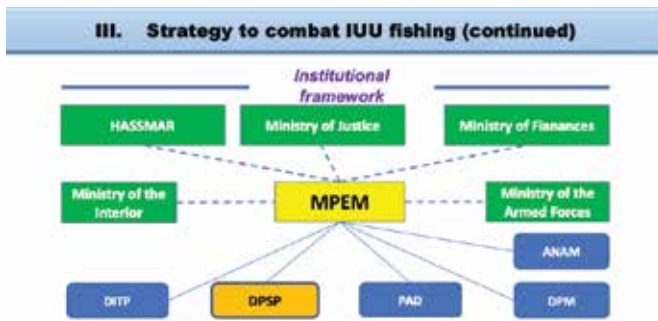 III. Strategy to combat IUU fishing (continued)
Institutional
framework
HASSMAR
Ministry of Justice
Ministry of Fianances
Ministry of the
Interior
MPEM
Ministry of the
Armed Forces
ANAM
DITP
DPSP
PAD
DPM